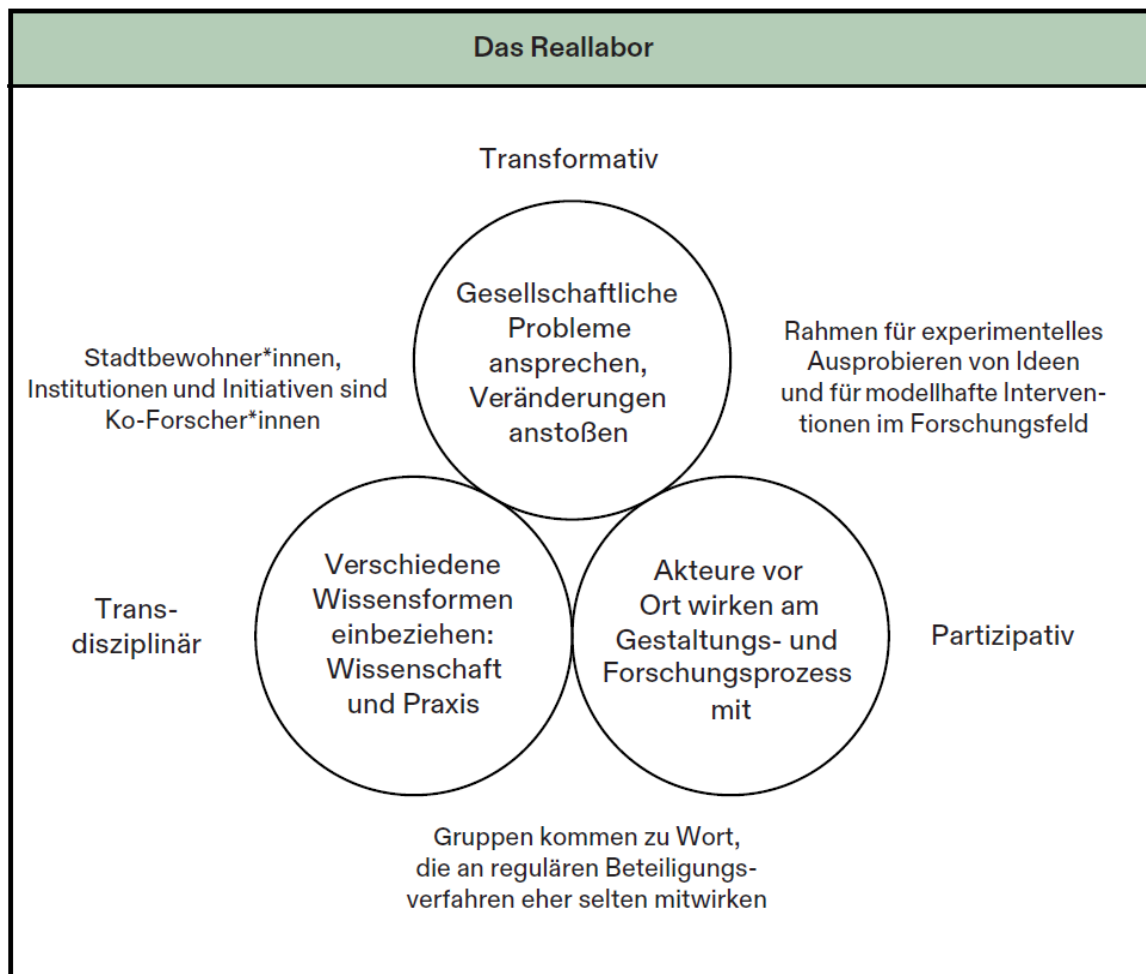 Das Reallabor
Transformativ
Gesellschaftliche
Probleme
ansprechen,
Veränderungen
anstoßen
Stadtbewohner*innen,
Institutionen und Initiativen sind
Ko-Forscher*innen
Rahmen für experimentelles
Ausprobieren von Ideen
und für modellhafte Interven-
tionen im Forschungsfeld
Trans-
disziplinär
Verschiedene
Wissensformen
einbeziehen:
Wissenschaft
und Praxis
Akteure vor
Ort wirken am
Gestaltungs- und
Forschungsprozess
mit
Partizipativ
Gruppen kommen zu Wort,
die an regulären Beteiligungs-
verfahren eher selten mitwirken